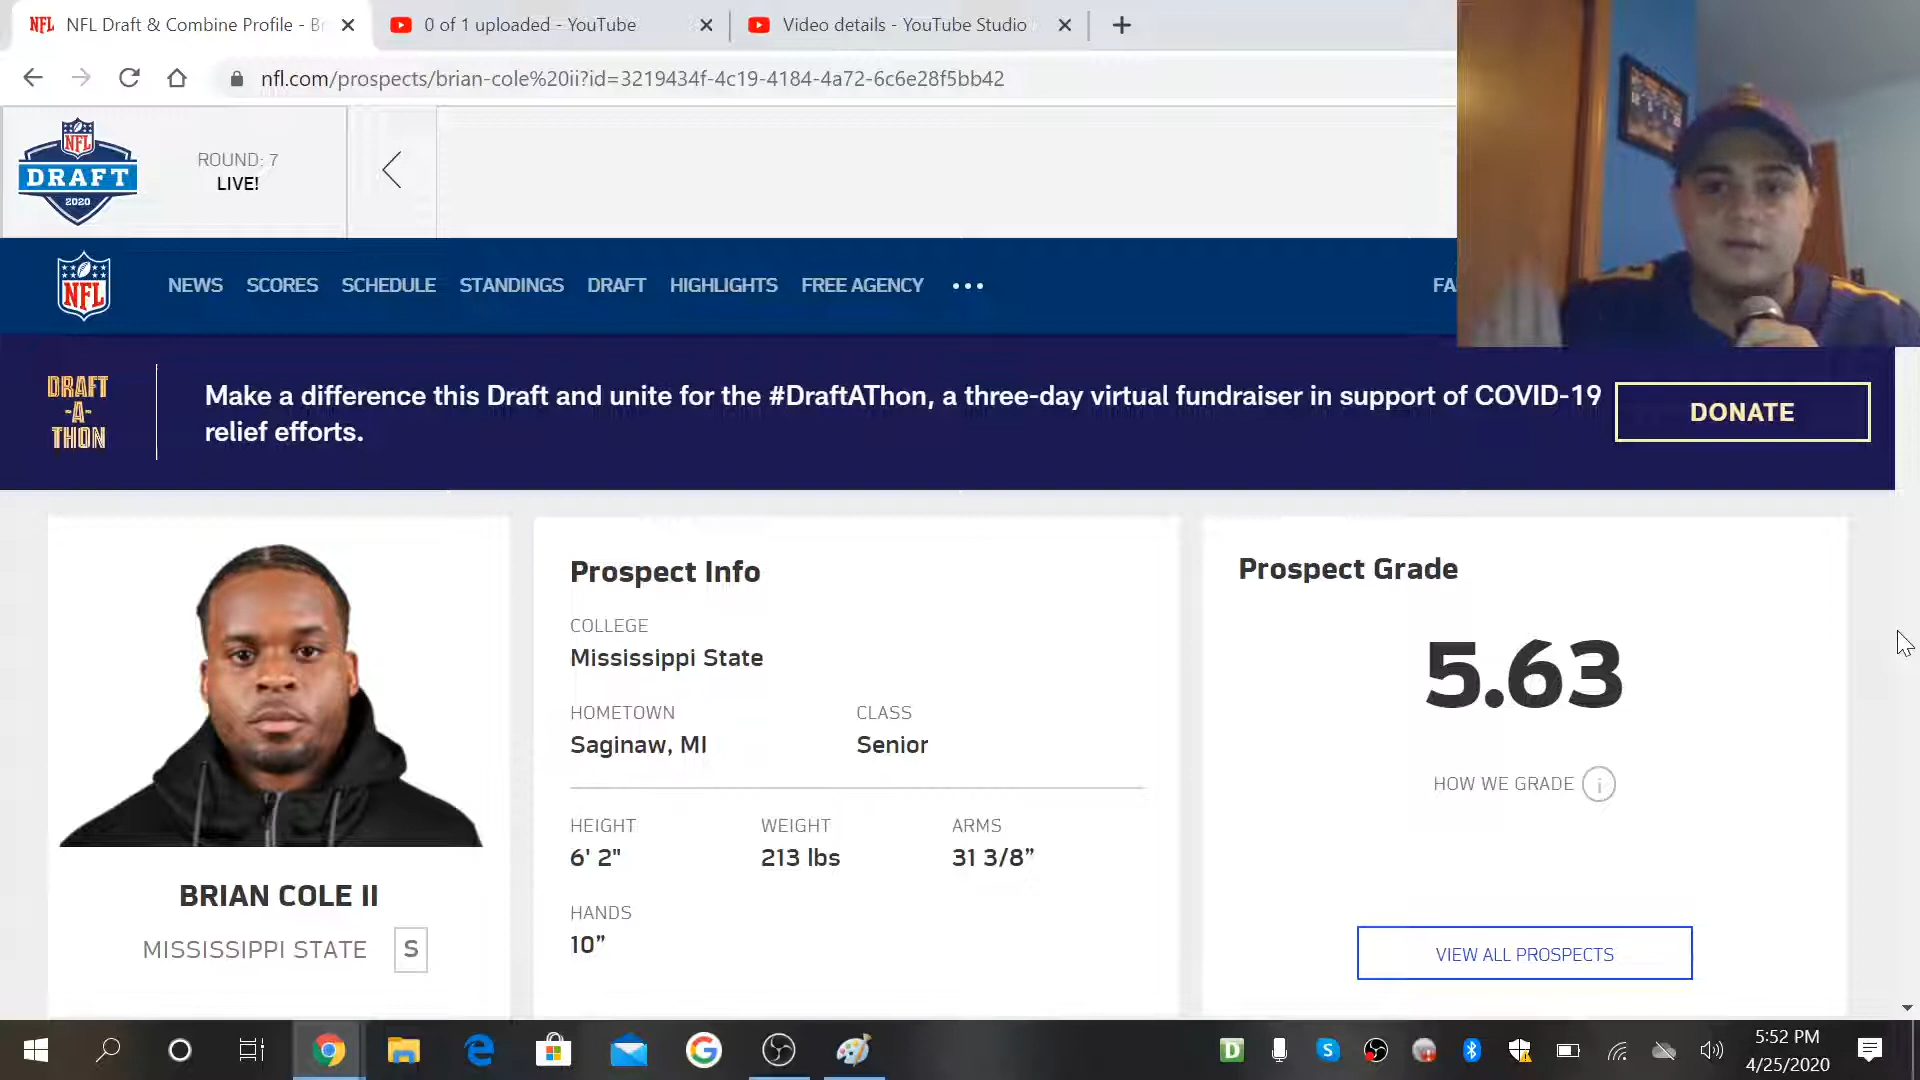 NFL Draft & Combine Profile - Br
0 of 1 uploaded - YouTube
Video details - YouTube Studio
nfl.com/prospects/brian-cole%20ii?id=3219434f-4c19-4184-4a72-6c6e28f5bb42
NFL
DRAFT
2020
ROUND: 7
LIVE!
NFL
NEWS SCORES SCHEDULE STANDINGS DRAFT HIGHLIGHTS FREE AGENCY
FA
DRAFT
-A-
THON
Make a difference this Draft and unite for the #DraftAThon, a three-day virtual fundraiser in support of COVID-19
relief efforts.
DONATE
BRIAN COLE II
MISSISSIPPI STATE S
Prospect Info
COLLEGE
Mississippi State
HOMETOWN CLASS
Saginaw, MI Senior
HEIGHT WEIGHT ARMS
6' 2" 213 lbs 31 3/8”
HANDS
10”
Prospect Grade
5.63
HOW WE GRADE i
VIEW ALL PROSPECTS
5:52 PM
4/25/2020